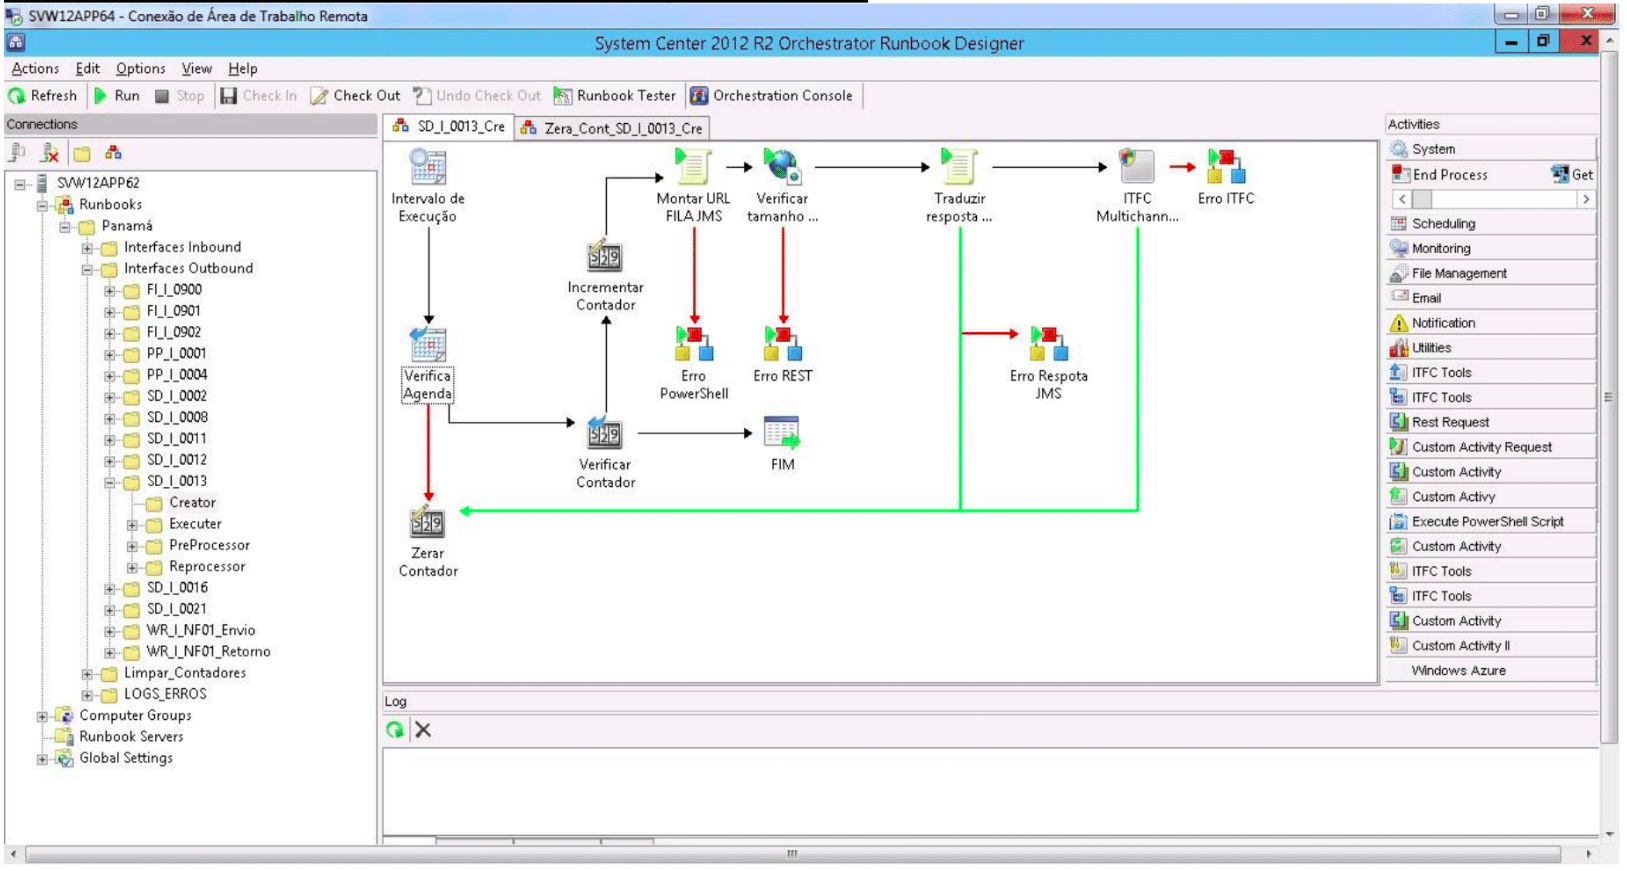 SVW12APP64 - Conexão de Área de Trabalho Remota
System Center 2012 R2 Orchestrator Runbook Designer
Actions Edit Options View Help
Refresh Run Stop Check In Check Out Undo Check Out Runbook Tester Orchestration Console
Connections
SVW12APP62
Runbooks
Panamá
Interfaces Inbound
Interfaces Outbound
FI_I_0900
FI_I_0901
FI_I_0902
PP_I_0001
PP_I_0004
SD_I_0002
SD_I_0008
SD_I_0011
SD_I_0012
SD_I_0013
Creator
Executer
PreProcessor
Reprocessor
SD_I_0016
SD_I_0021
WR_I_NF01_Envio
WR_I_NF01_Retorno
Limpar_Contadores
LOGS_ERROS
Computer Groups
Runbook Servers
Global Settings
SD_I_0013_Cre Zera_Cont_SD_I_0013_Cre
Intervalo de
Execução
Montar URL
FILA JMS
Verificar
tamanho ...
Traduzir
resposta ...
ITFC
Multichann...
Erro ITFC
Incrementar
Contador
Verifica
Agenda
Erro
PowerShell
Erro REST
Erro Respota
JMS
Verificar
Contador
FIM
Zerar
Contador
Log
Activities
System
End Process Get
Scheduling
Monitoring
File Management
Email
Notification
Utilities
ITFC Tools
ITFC Tools
Rest Request
Custom Activity Request
Custom Activity
Custom Activy
Execute PowerShell Script
Custom Activity
ITFC Tools
ITFC Tools
Custom Activity
Custom Activity II
Windows Azure